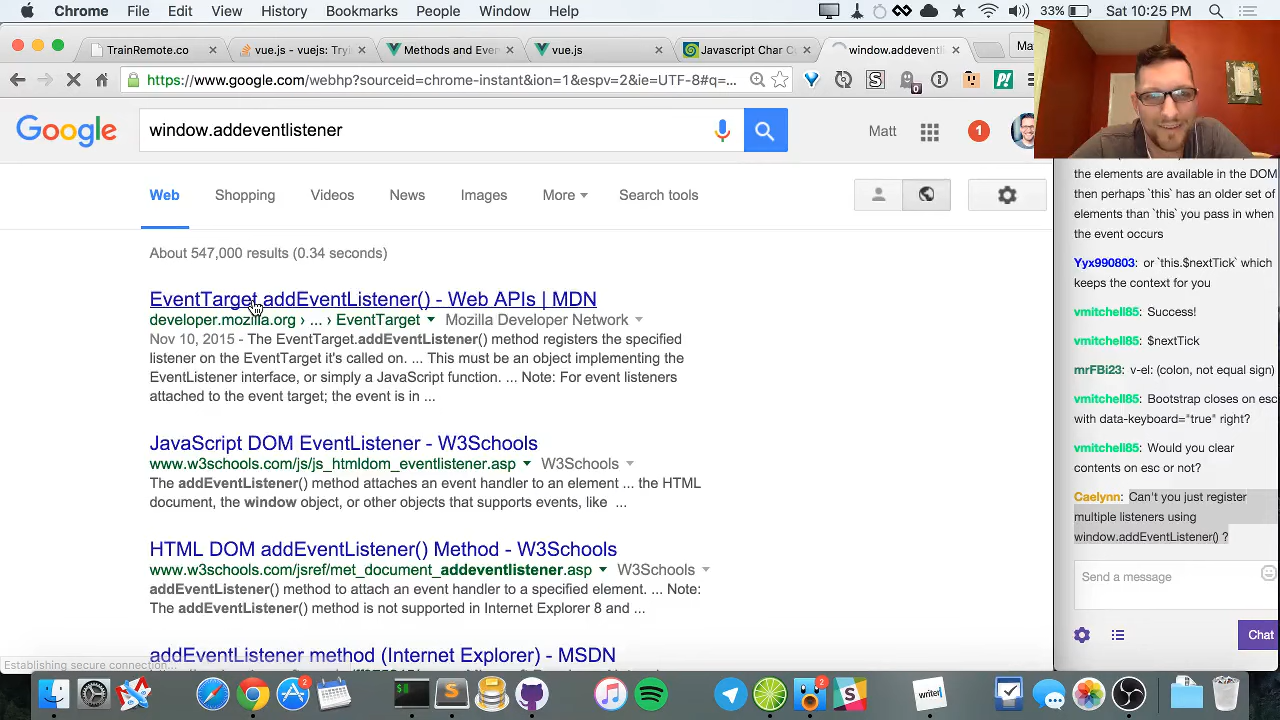 Chrome File Edit View History Bookmarks People Window Help
33% Sat 10:25 PM
TrainRemote.co
vue.js - vuejs: Try
Methods and Eve
vue.js
Javascript Char C
window.addeventli
https://www.google.com/webhp?sourceid=chrome-instant&ion=1&espv=2&ie=UTF-8#q=...
Google
window.addeventlistener
Matt
1
Web Shopping Videos News Images More Search tools
About 547,000 results (0.34 seconds)
EventTarget.addEventListener() - Web APIs | MDN
developer.mozilla.org › ... › EventTarget Mozilla Developer Network
Nov 10, 2015 - The EventTarget.addEventListener() method registers the specified
listener on the EventTarget it's called on. ... This must be an object implementing the
EventListener interface, or simply a JavaScript function. ... Note: For event listeners
attached to the event target; the event is in ...
JavaScript DOM EventListener - W3Schools
www.w3schools.com/js/js_htmldom_eventlistener.asp W3Schools
The addEventListener() method attaches an event handler to an element ... the HTML
document, the window object, or other objects that supports events, like ...
HTML DOM addEventListener() Method - W3Schools
www.w3schools.com/jsref/met_document_addeventlistener.asp W3Schools
addEventListener() method to attach an event handler to a specified element. ... Note:
The addEventListener() method is not supported in Internet Explorer 8 and ...
addEventListener method (Internet Explorer) - MSDN
Establishing secure connection...
the elements are available in the DOM
then perhaps `this` has an older set of
elements than `this` you pass in when
the event occurs
Yyx990803: or `this.$nextTick` which
keeps the context for you
vmitchell85: Success!
vmitchell85: $nextTick
mrFBi23: v-el: (colon, not equal sign)
vmitchell85: Bootstrap closes on esc
with data-keyboard="true" right?
vmitchell85: Would you clear
contents on esc or not?
Caelynn: Can't you just register
multiple listeners using
window.addEventListener() ?
Send a message
Chat
writer